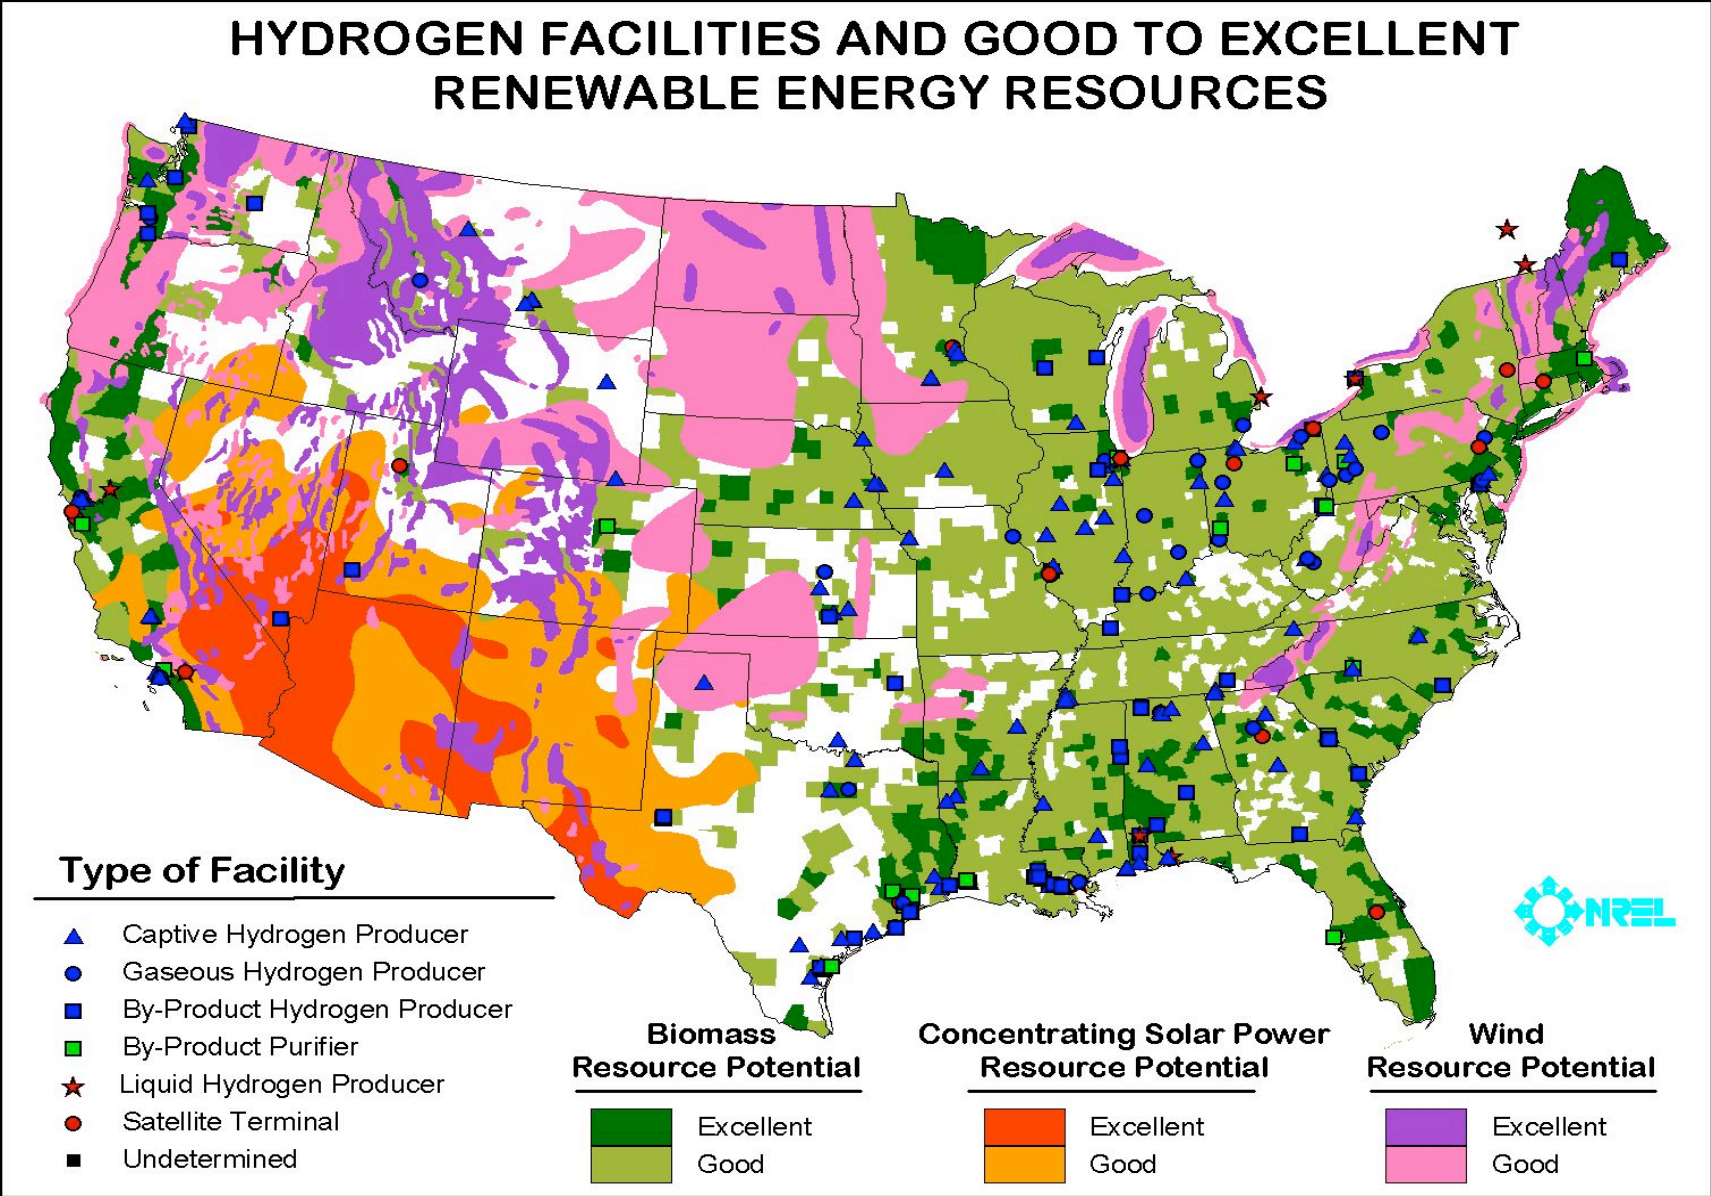 HYDROGEN FACILITIES AND GOOD TO EXCELLENT
RENEWABLE ENERGY RESOURCES
Type of Facility
Captive Hydrogen Producer
Gaseous Hydrogen Producer
By-Product Hydrogen Producer
By-Product Purifier
Liquid Hydrogen Producer
Satellite Terminal
Undetermined
Biomass
Resource Potential
Excellent
Good
Concentrating Solar Power
Resource Potential
Excellent
Good
Wind
Resource Potential
Excellent
Good
NREL